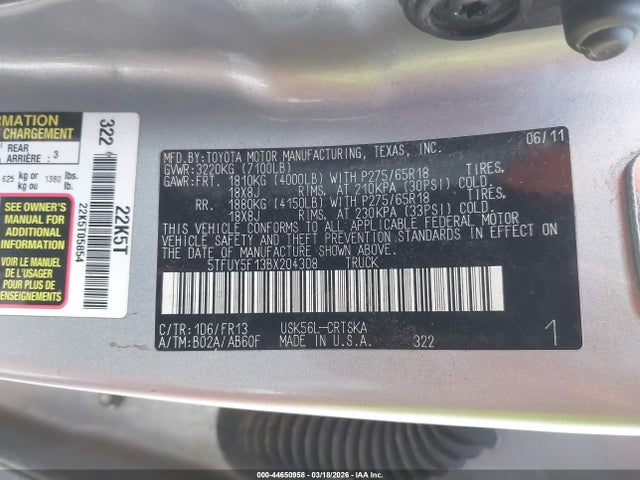 RMATION
CHARGEMENT
REAR
ARRIÈRE : 3
625 kg or 1380 lbs.
kg ou lb.
SEE OWNER'S
MANUAL FOR
ADDITIONAL
INFORMATION
VOIR LE MANUEL
DE L'USAGER
POUR PLUS DE
RENSEIGNEMENTS
322
22K5T05854
22K5T
MFD.BY:TOYOTA MOTOR MANUFACTURING, TEXAS, INC. 06/11
GVWR:3220KG(7100LB)
GAWR:FRT. 1810KG (4000LB) WITH P275/65R18 TIRES,
18X8J RIMS, AT 210KPA (30PSI) COLD
RR. 1880KG (4150LB) WITH P275/65R18 TIRES,
18X8J RIMS, AT 230KPA (33PSI) COLD
THIS VEHICLE CONFORMS TO ALL APPLICABLE FEDERAL MOTOR
VEHICLE SAFETY AND THEFT PREVENTION STANDARDS IN EFFECT ON
THE DATE OF MANUFACTURE SHOWN ABOVE.
5TFUY5F13BX204308 TRUCK
C/TR:1D6/FR13 USK56L-CRTSKA
A/TM:B02A/AB60F MADE IN U.S.A. 322 1
000-44650958 — 03/18/2026 — IAAI.COM